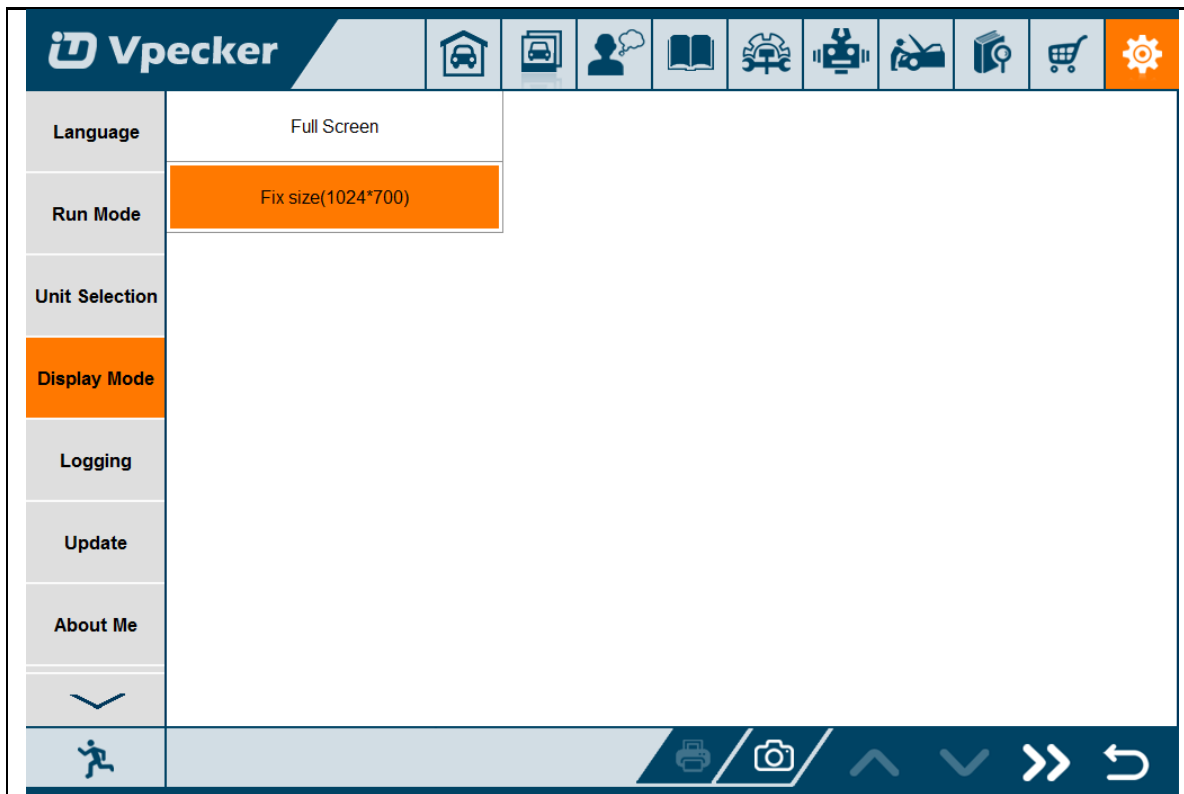 Vpecker
Language
Full Screen
Fix size(1024*700)
Run Mode
Unit Selection
Display Mode
Logging
Update
About Me